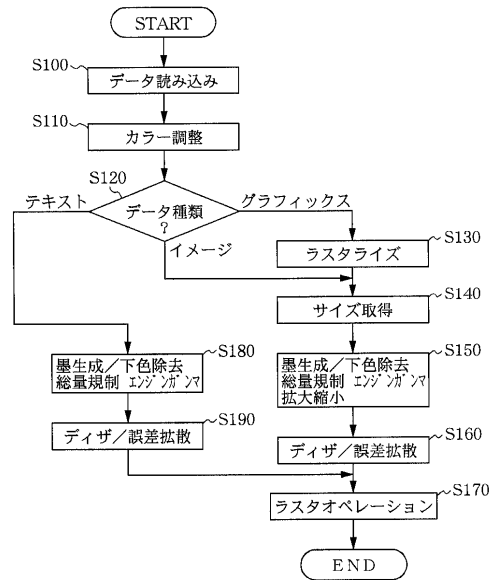 START
S100
データ読み込み
S110
カラー調整
S120
テキスト
グラフィックス
データ種類
?
イメージ
S130
ラスタライズ
S140
サイズ取得
S180
墨生成/下色除去
総量規制 エンジンガンマ
S150
墨生成/下色除去
総量規制 エンジンガンマ
拡大縮小
S190
ディザ/誤差拡散
S160
ディザ/誤差拡散
S170
ラスタオペレーション
END